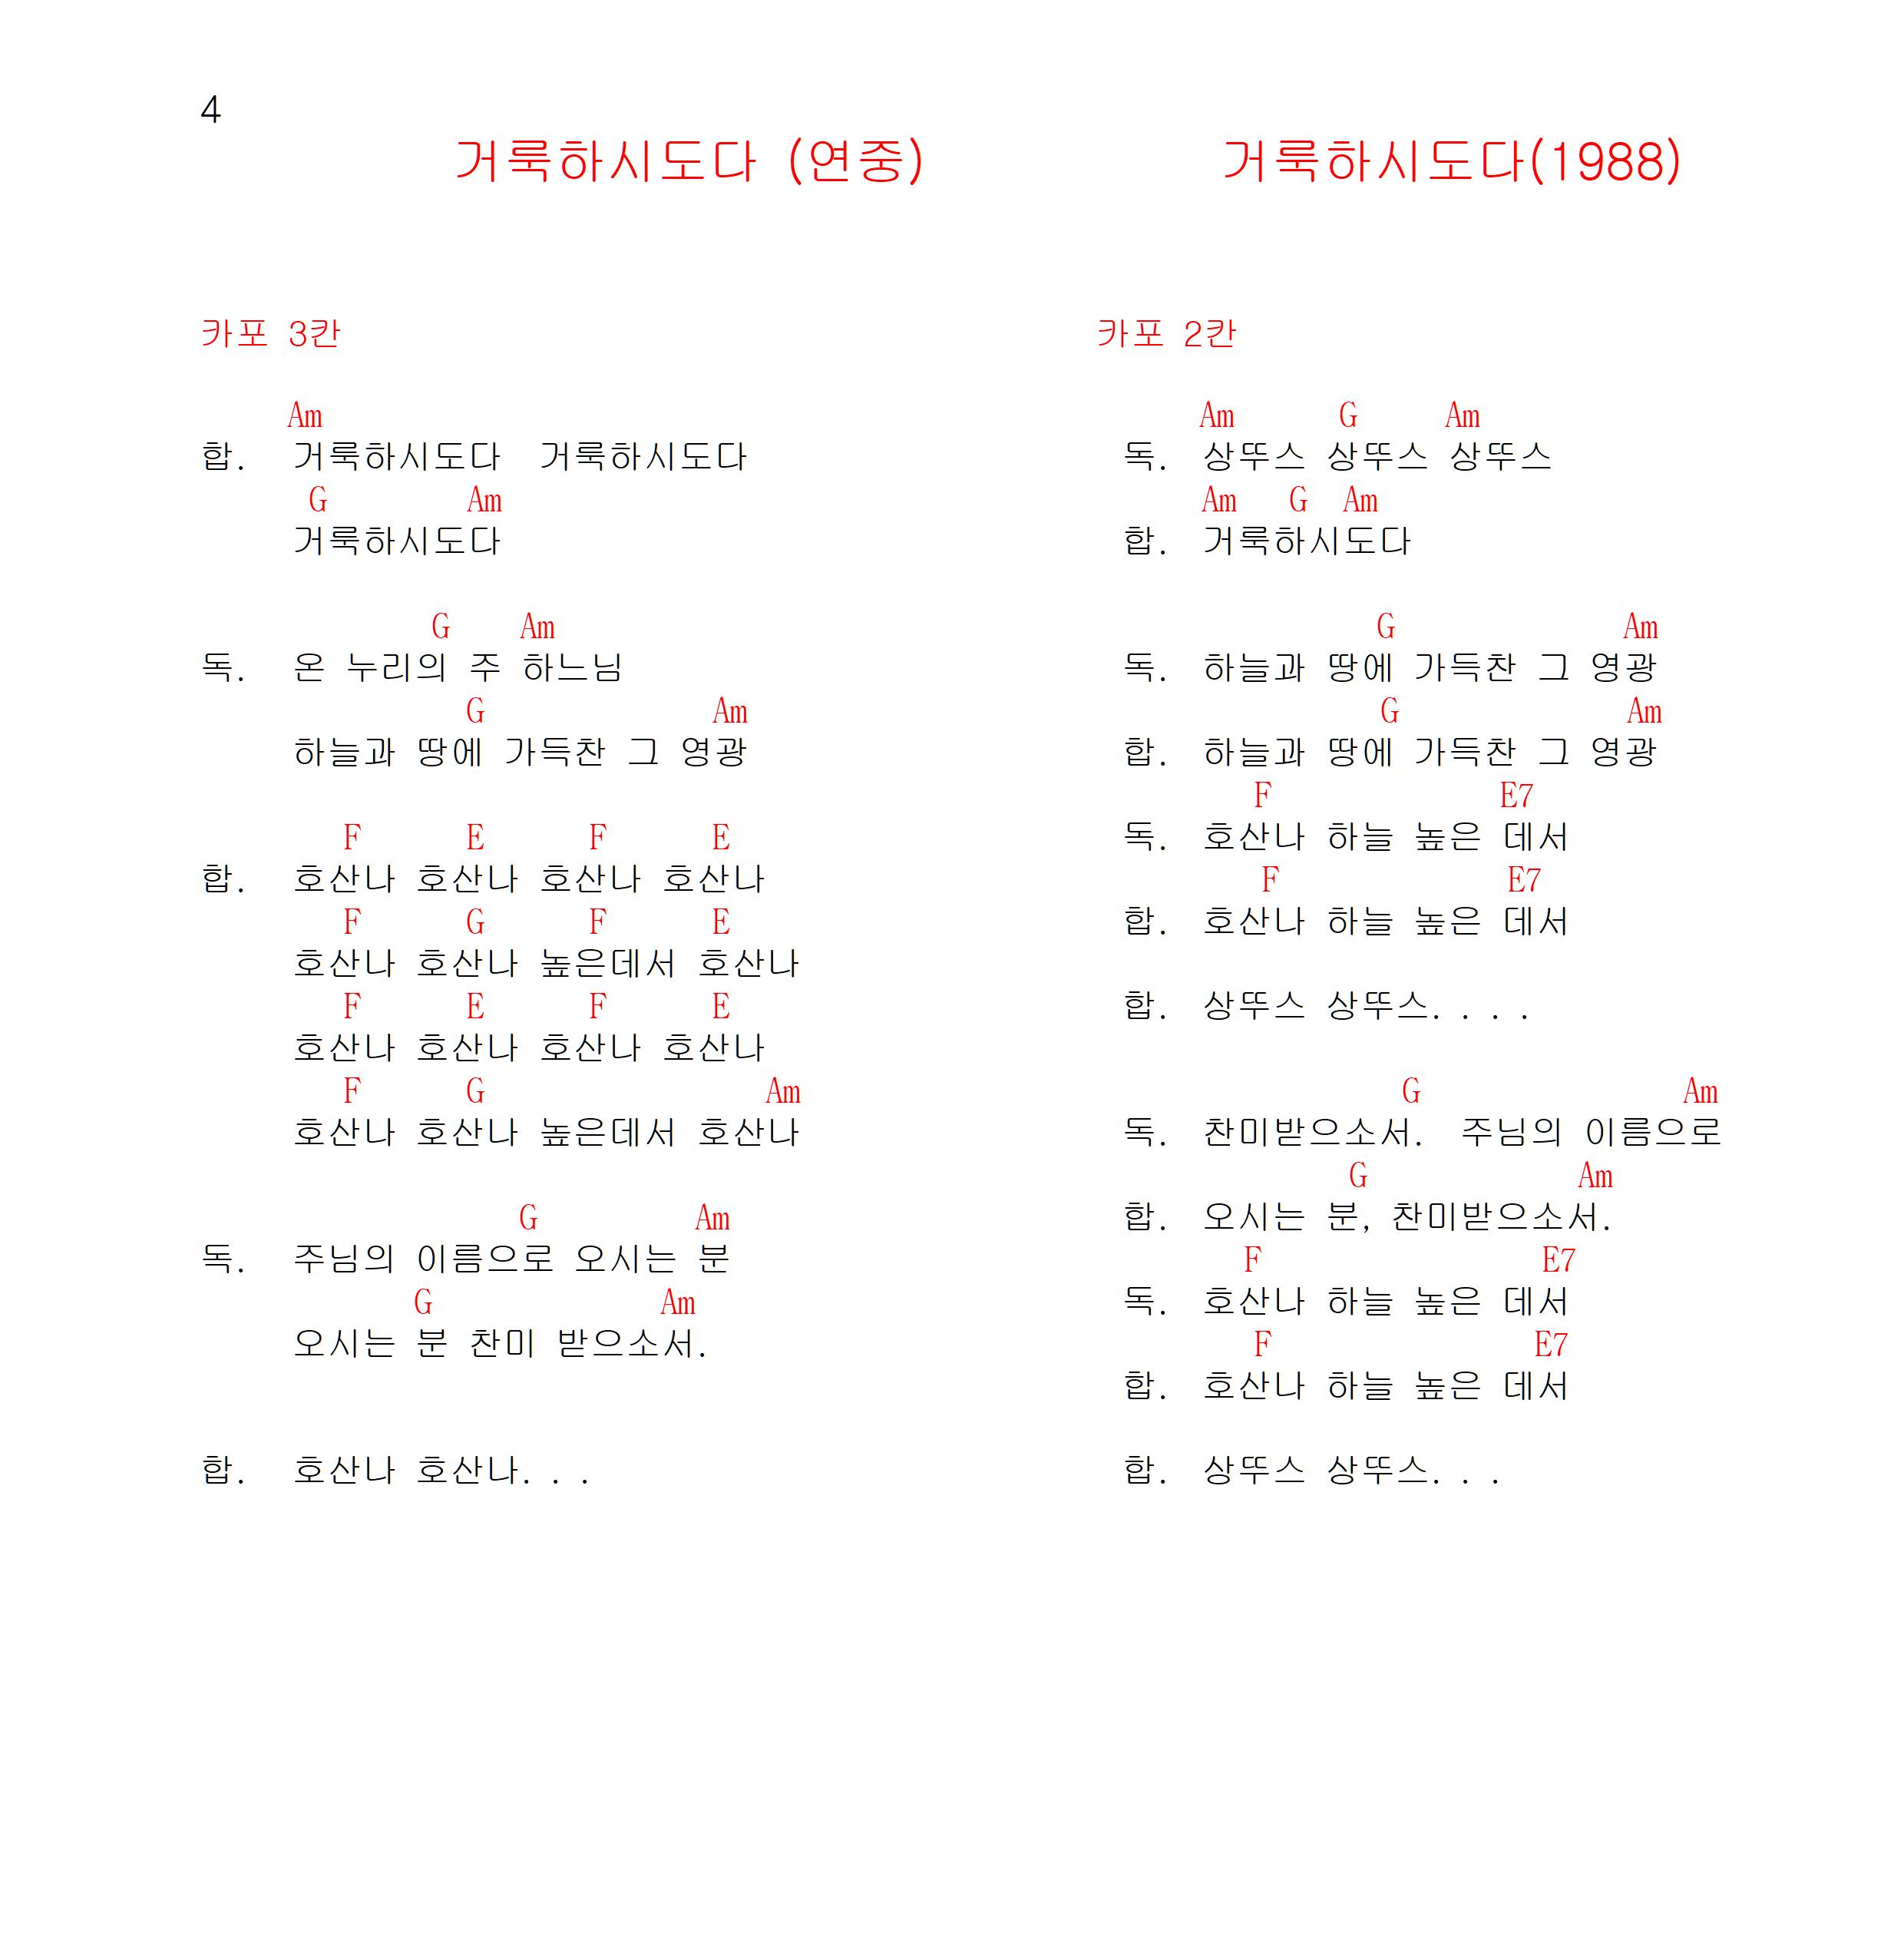 4
거룩하시도다 (연중)
카포 3칸
Am
합. 거룩하시도다 거룩하시도다
G Am
거룩하시도다
G Am
독. 온 누리의 주 하느님
G Am
하늘과 땅에 가득찬 그 영광
F E F E
합. 호산나 호산나 호산나 호산나
F G F E
호산나 호산나 높은데서 호산나
F E F E
호산나 호산나 호산나 호산나
F G Am
호산나 호산나 높은데서 호산나
G Am
독. 주님의 이름으로 오시는 분
G Am
오시는 분 찬미 받으소서.
합. 호산나 호산나. . .
거룩하시도다(1988)
카포 2칸
Am G Am
독. 상뚜스 상뚜스 상뚜스
Am G Am
합. 거룩하시도다
G Am
독. 하늘과 땅에 가득찬 그 영광
G Am
합. 하늘과 땅에 가득찬 그 영광
F E7
독. 호산나 하늘 높은 데서
F E7
합. 호산나 하늘 높은 데서
합. 상뚜스 상뚜스. . . .
G Am
독. 찬미받으소서. 주님의 이름으로
G Am
합. 오시는 분, 찬미받으소서.
F E7
독. 호산나 하늘 높은 데서
F E7
합. 호산나 하늘 높은 데서
합. 상뚜스 상뚜스. . .